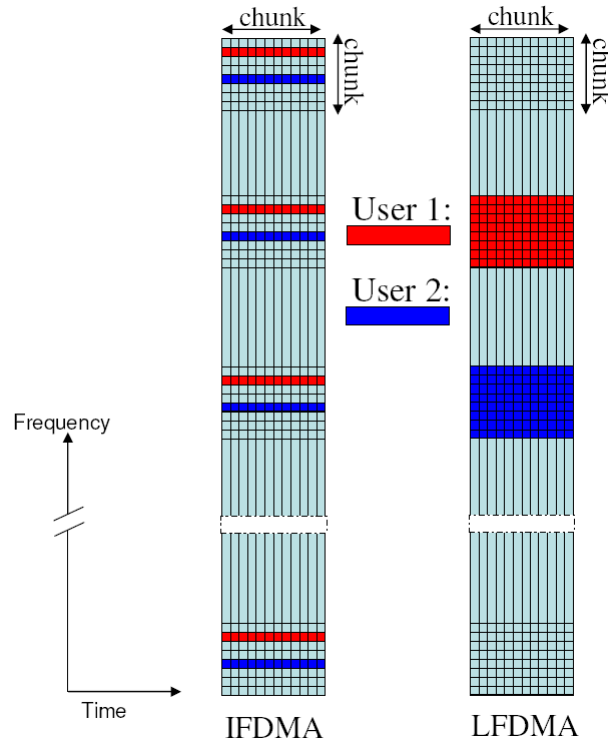 chunk
chunk
chunk
chunk
User 1:
User 2:
Frequency
Time
IFDMA
LFDMA